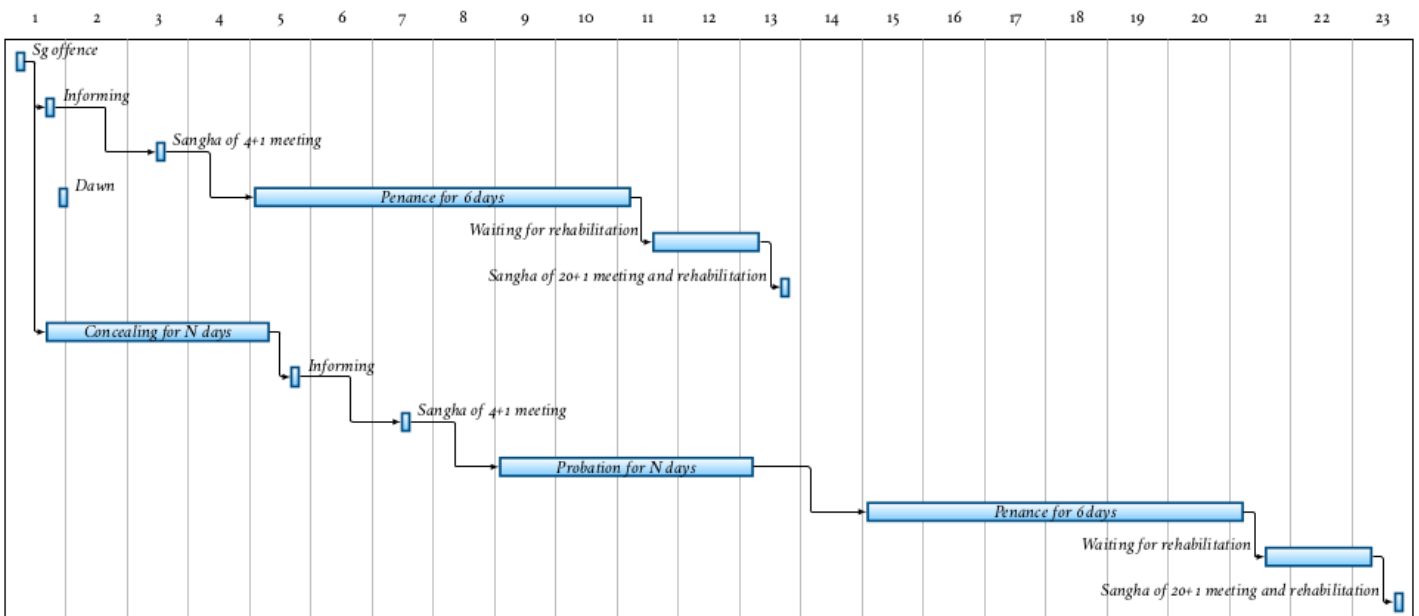 1 2 3 4 5 6 7 8 9 10 11 12 13 14 15 16 17 18 19 20 21 22 23
Sg offence
Informing
Sangha of 4+1 meeting
Dawn
Penance for 6 days
Waiting for rehabilitation
Sangha of 20+1 meeting and rehabilitation
Concealing for N days
Informing
Sangha of 4+1 meeting
Probation for N days
Penance for 6 days
Waiting for rehabilitation
Sangha of 20+1 meeting and rehabilitation